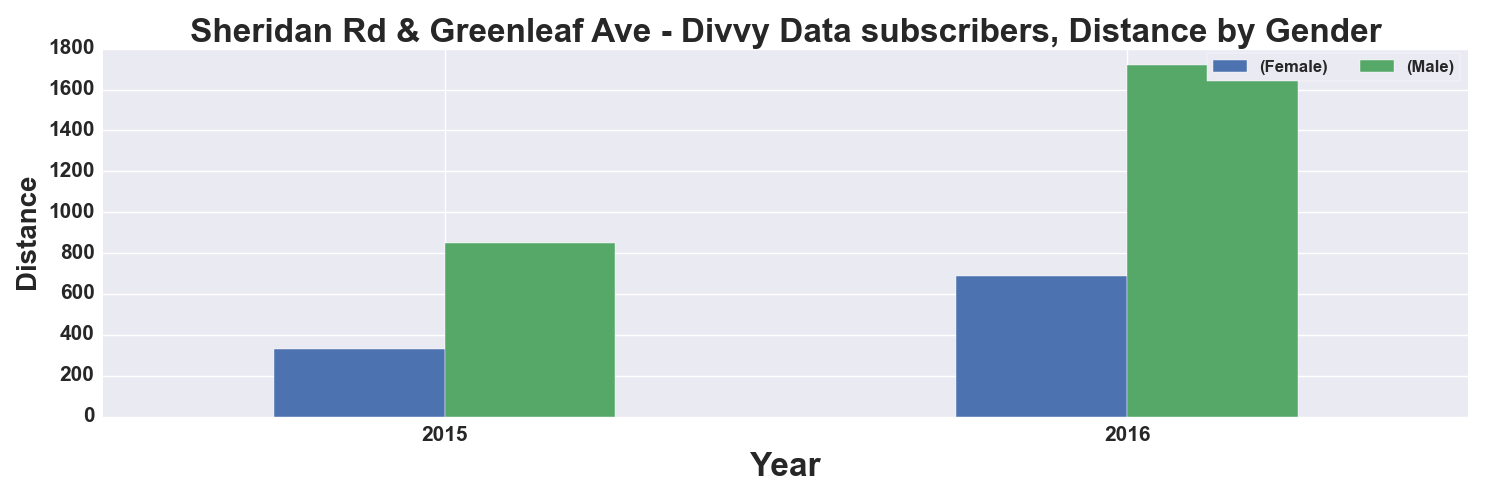 Sheridan Rd & Greenleaf Ave - Divvy Data subscribers, Distance by Gender
1800
1600
1400
1200
1000
800
600
400
200
0
Distance
(Female)
(Male)
2015
2016
Year